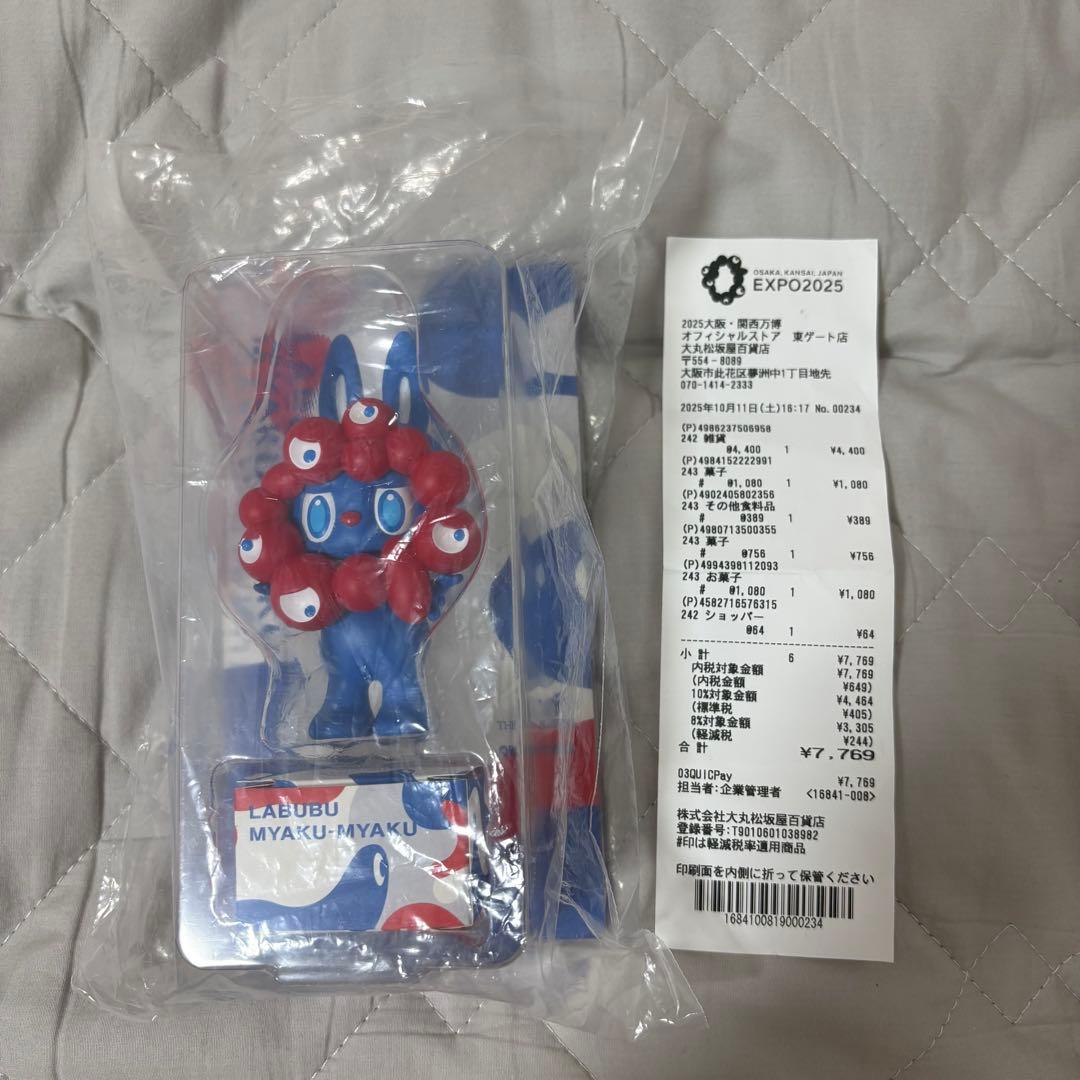 LABUBU
MYAKU-MYAKU
OSAKA, KANSAI, JAPAN
EXPO2025
2025大阪・関西万博
オフィシャルストア 東ゲート店
大丸松坂屋百貨店
〒554-8089
大阪市此花区夢洲中1丁目地先
070-1414-2333
2025年10月11日(土)16:17 No.00234
(P)4986237506958
242 雑貨
@4,400 1 ¥4,400
(P)4984152222991
243 菓子
# @1,080 1 ¥1,080
(P)4902405802356
243 その他食料品
# @389 1 ¥389
(P)4980713500355
243 菓子
# @756 1 ¥756
(P)4994398112093
243 お菓子
# @1,080 1 ¥1,080
(P)4582716576315
242 ショッパー
@64 1 ¥64
小 計 6 ¥7,769
内税対象金額 ¥7,769
(内税金額 ¥649)
10%対象金額 ¥4,464
(標準税 ¥405)
8%対象金額 ¥3,305
(軽減税 ¥244)
合 計 ¥7,769
03QUICPay ¥7,769
担当者:企業管理者 <16841-008>
株式会社大丸松坂屋百貨店
登録番号:T9010601038982
#印は軽減税率適用商品
印刷面を内側に折って保管ください
1684100819000234